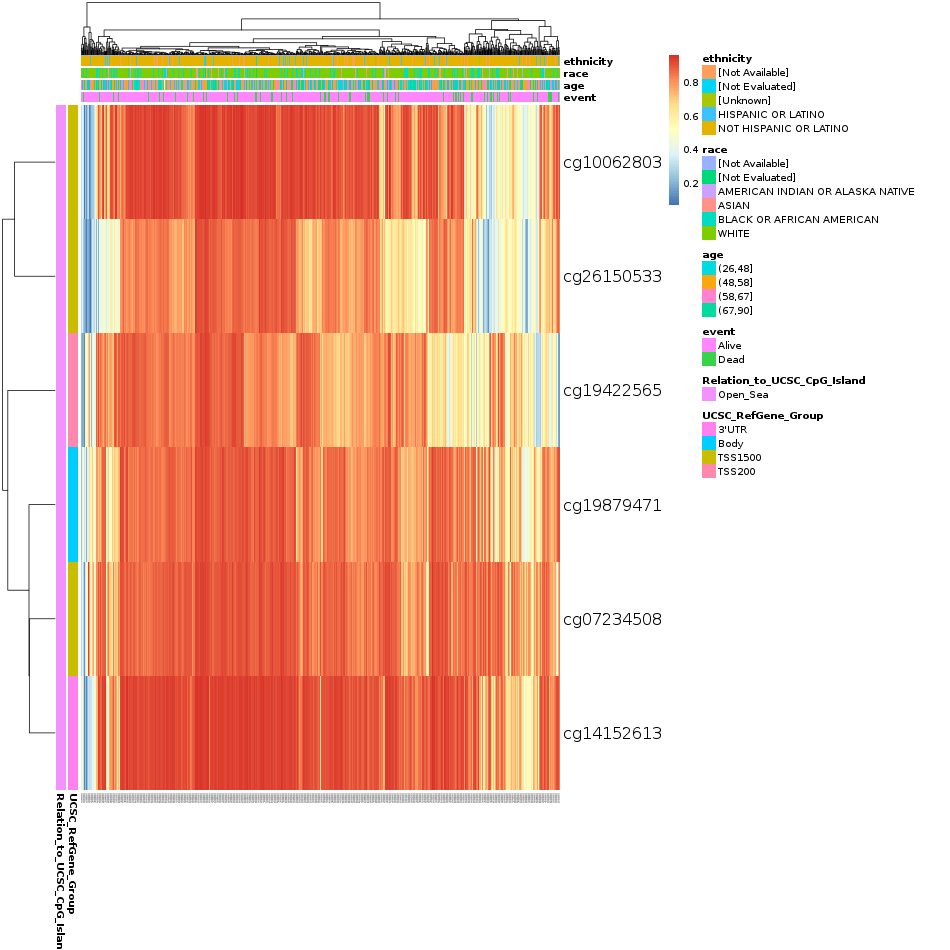 ethnicity
race
age
event
cg10062803
cg26150533
cg19422565
cg19879471
cg07234508
cg14152613
0.8
0.6
0.4
0.2
ethnicity
[Not Available]
[Not Evaluated]
[Unknown]
HISPANIC OR LATINO
NOT HISPANIC OR LATINO
race
[Not Available]
[Not Evaluated]
AMERICAN INDIAN OR ALASKA NATIVE
ASIAN
BLACK OR AFRICAN AMERICAN
WHITE
age
(26,48]
(48,58]
(58,67]
(67,90]
event
Alive
Dead
Relation_to_UCSC_CpG_Island
Open_Sea
UCSC_RefGene_Group
3'UTR
Body
TSS1500
TSS200
UCSC_RefGene_Group
Relation_to_UCSC_CpG_Islan